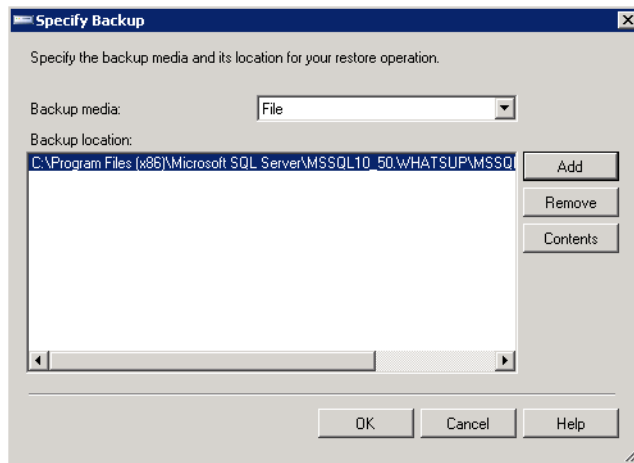 Specify Backup
Specify the backup media and its location for your restore operation.
Backup media:
File
Backup location:
C:\Program Files (x86)\Microsoft SQL Server\MSSQL10_50.WHATSUP\MSSQL
Add
Remove
Contents
OK
Cancel
Help